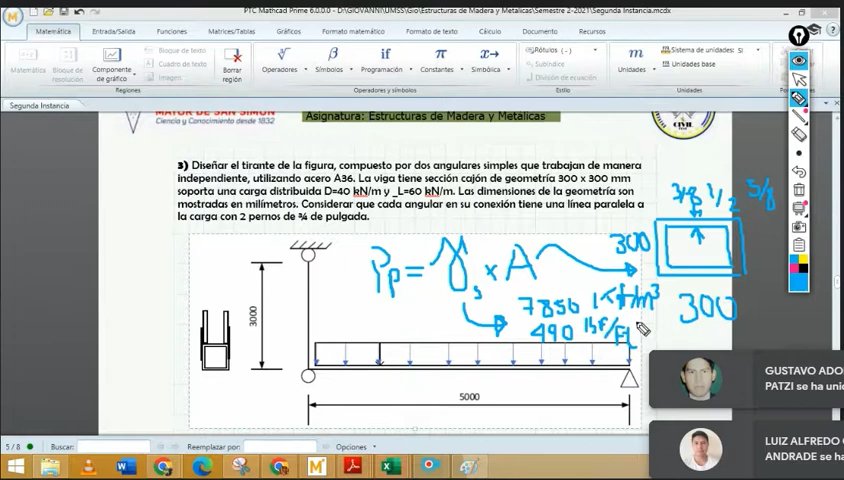 PTC Mathcad Prime 6.0.0.0 - D:\GIOVANNI\UMSS\Gio\Estructuras de Madera y Metalicas\Semestre 2-2021\Segunda Instancia.mcdx
Matemática
Entrada/Salida
Funciones
Matrices/Tablas
Gráficos
Formato matemático
Formato de texto
Cálculo
Documento
Recursos
Matemática
Bloque de resolución
Componente de gráfico
Bloque de texto
Cuadro de texto
Imagen
Borrar región
Operadores
Símbolos
Programación
Constantes
Simbólica
Rótulos
Subíndice
División de ecuación
Unidades
Sistema de unidades: SI
Unidades base
Regiones
Operadores y símbolos
Estilo
Unidades
Segunda Instancia
MAYOR DE SAN SIMÓN
Ciencia y Conocimiento desde 1832
Asignatura: Estructuras de Madera y Metálicas
CIVIL
3) Diseñar el tirante de la figura, compuesto por dos angulares simples que trabajan de manera
independiente, utilizando acero A36. La viga tiene sección cajón de geometría 300 x 300 mm
soporta una carga distribuida D=40 kN/m y _L=60 kN/m. Las dimensiones de la geometría son
mostradas en milímetros. Considerar que cada angular en su conexión tiene una línea paralela a
la carga con 2 pernos de ¾ de pulgada.
3/8 1/2 5/8
300
300
Pp = γs × A
7850 Kgf/m³
490 lbf/ft
3000
5000
GUSTAVO ADO
PATZI se ha unid
LUIZ ALFREDO
ANDRADE se ha
5 / 8
Buscar:
Reemplazar por:
Opciones